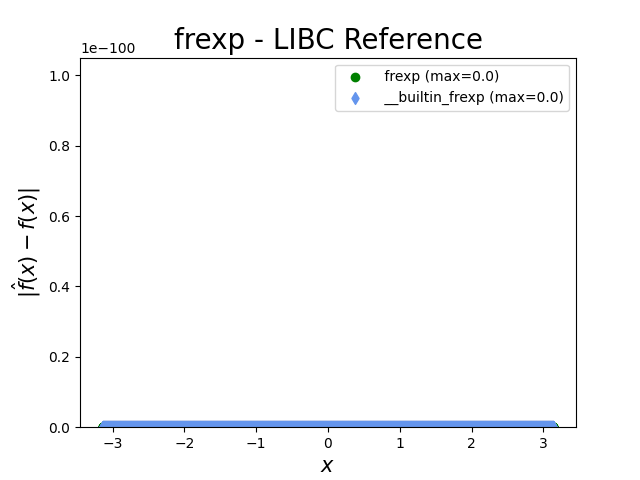 frexp - LIBC Reference
1e−100
1.0
0.8
0.6
0.4
0.2
0.0
|f̂(x) − f(x)|
frexp (max=0.0)
__builtin_frexp (max=0.0)
−3
−2
−1
0
1
2
3
x